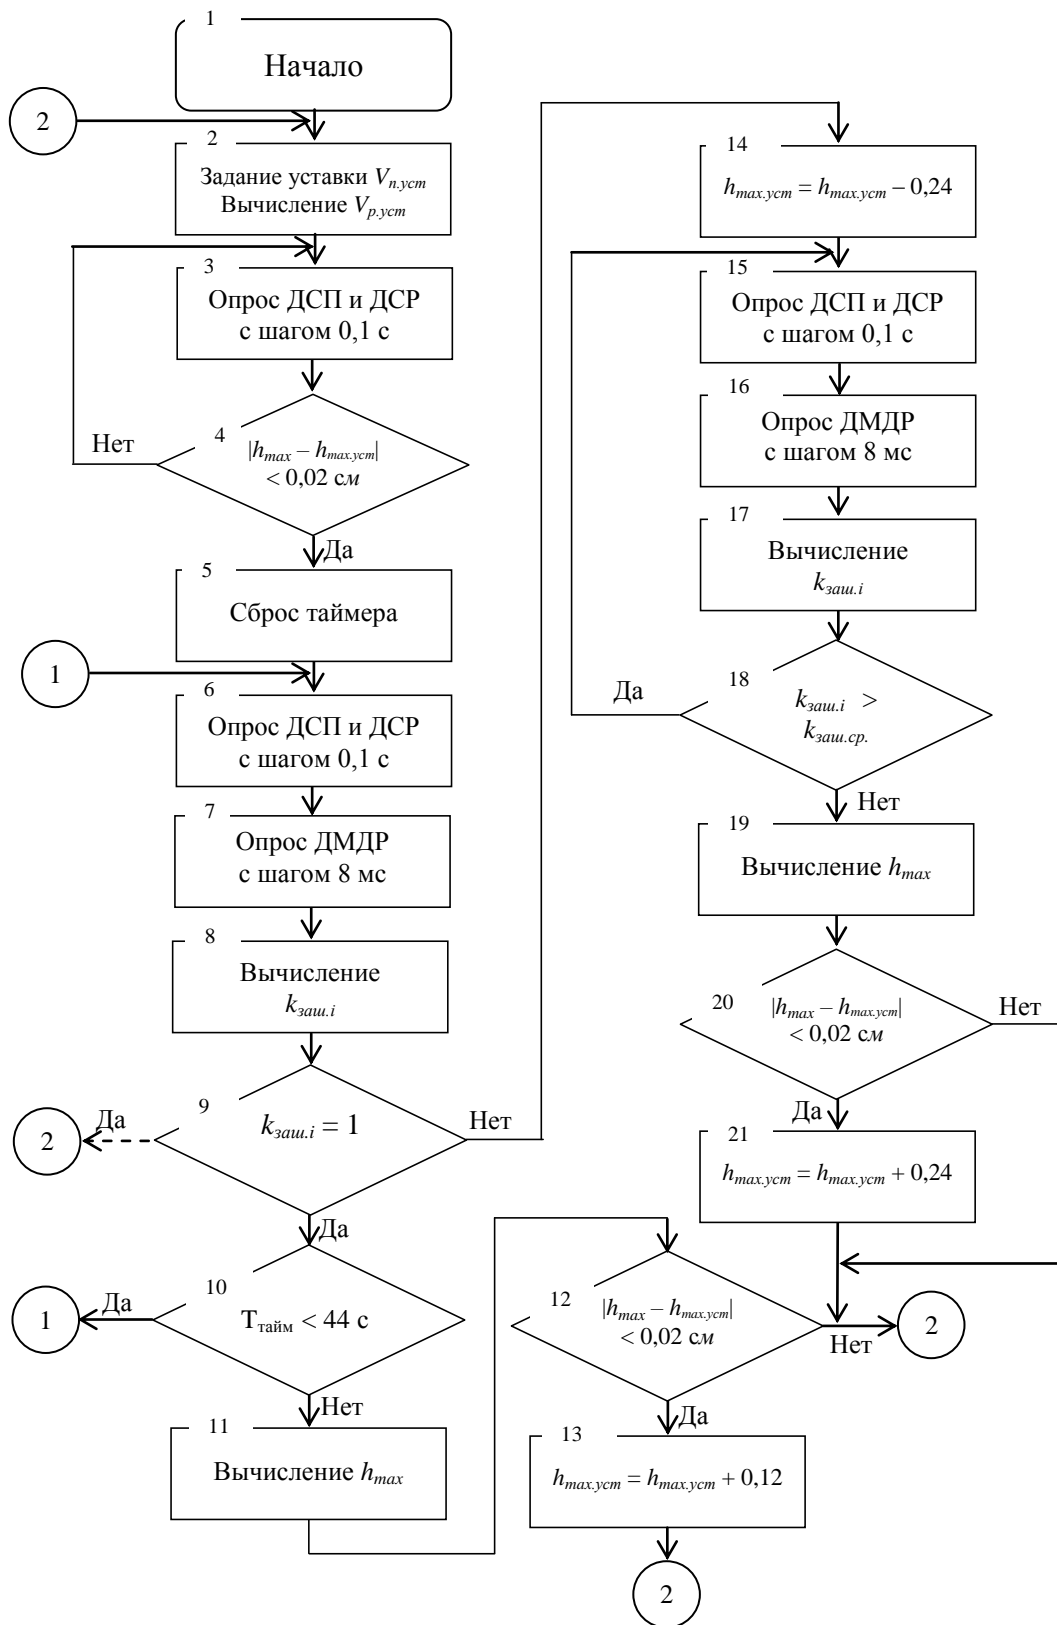 1
Начало
2
2
Задание уставки Vп.уст
Вычисление Vр.уст
3
Опрос ДСП и ДСР
с шагом 0,1 с
4
Нет
|hmax – hmax.уст|
< 0,02 см
Да
5
Сброс таймера
1
6
Опрос ДСП и ДСР
с шагом 0,1 с
7
Опрос ДМДР
с шагом 8 мс
8
Вычисление
kзаш.i
9
kзаш.i = 1
Да
2
Нет
Да
10
Ттайм < 44 с
Да
1
Нет
11
Вычисление hmax
12
|hmax – hmax.уст|
< 0,02 см
Нет
2
Да
13
hmax.уст = hmax.уст + 0,12
2
14
hmax.уст = hmax.уст – 0,24
15
Опрос ДСП и ДСР
с шагом 0,1 с
16
Опрос ДМДР
с шагом 8 мс
17
Вычисление
kзаш.i
18
Да
kзаш.i >
kзаш.ср.
Нет
19
Вычисление hmax
20
|hmax – hmax.уст|
< 0,02 см
Нет
Да
21
hmax.уст = hmax.уст + 0,24